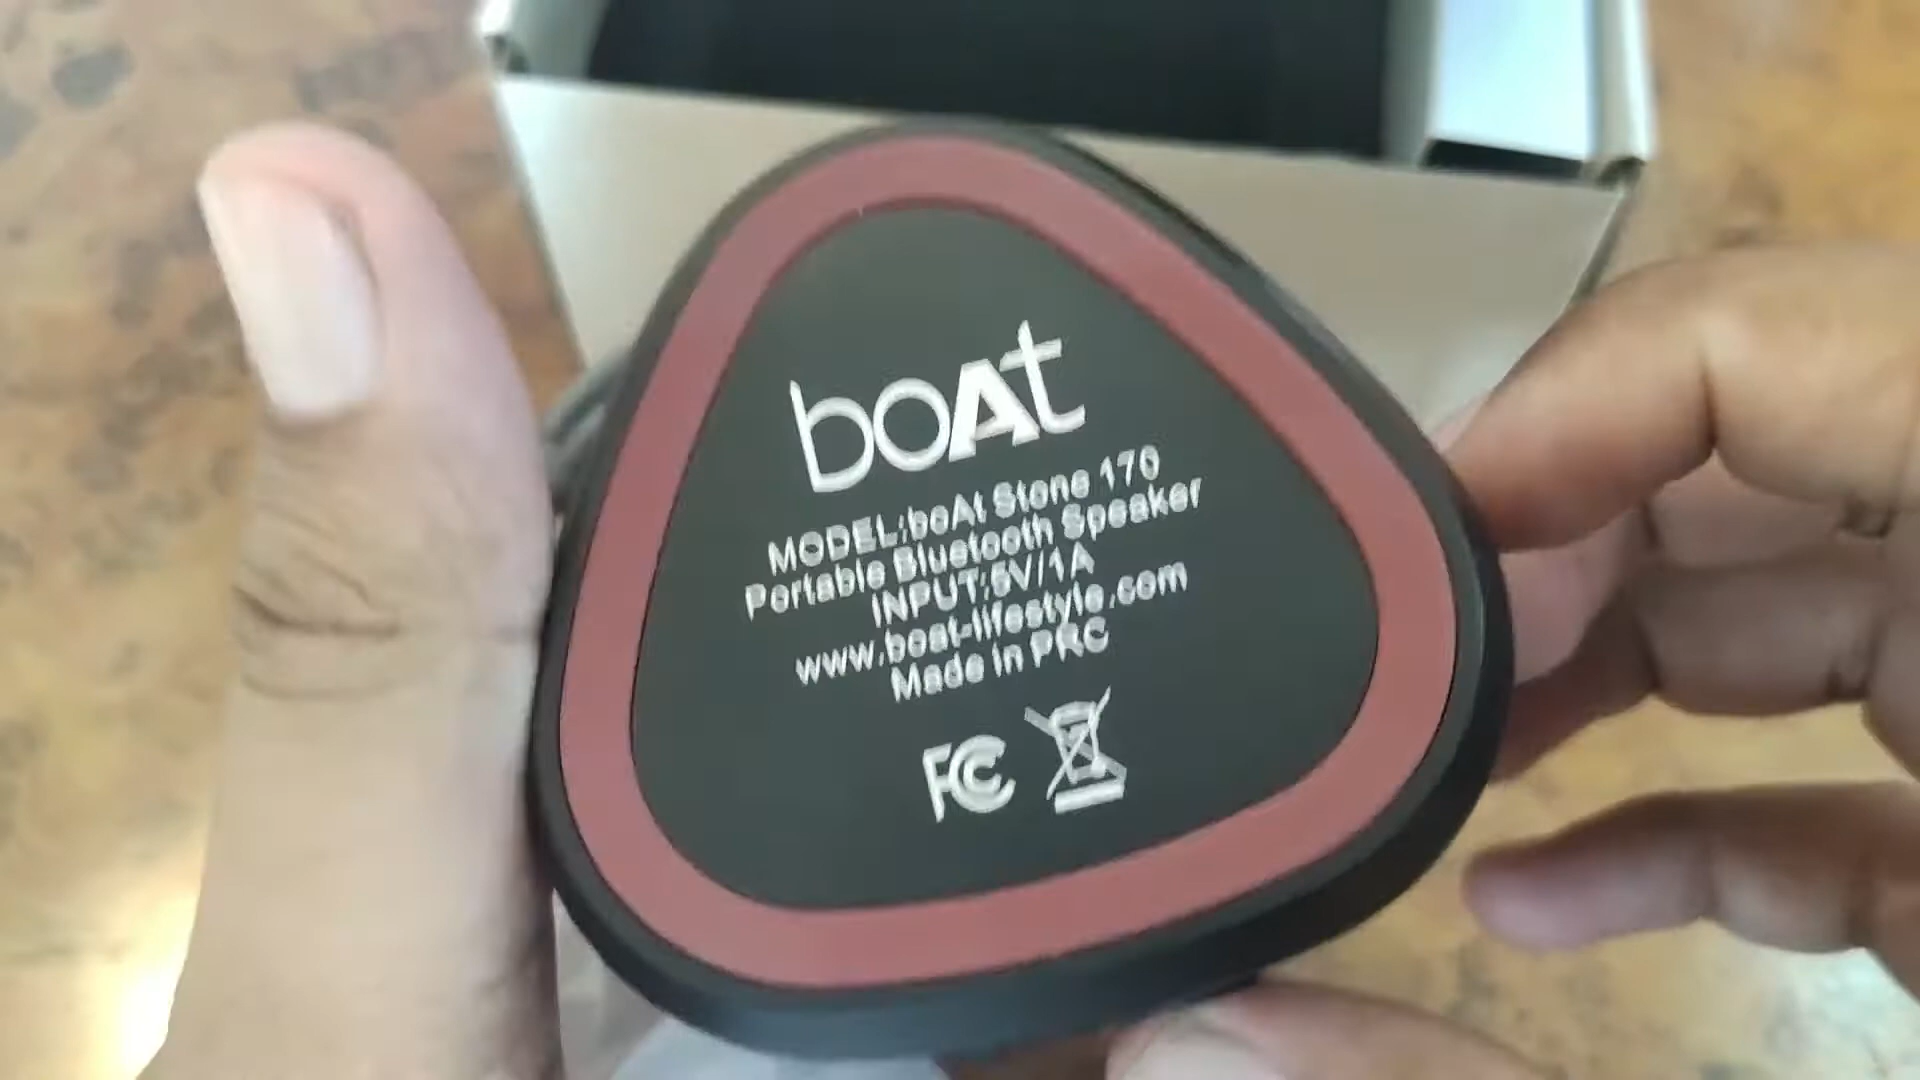 boAt
MODEL:boAt Stone 170
Portable Bluetooth Speaker
INPUT:5V/1A
www.boat-lifestyle.com
Made in PRC
FC